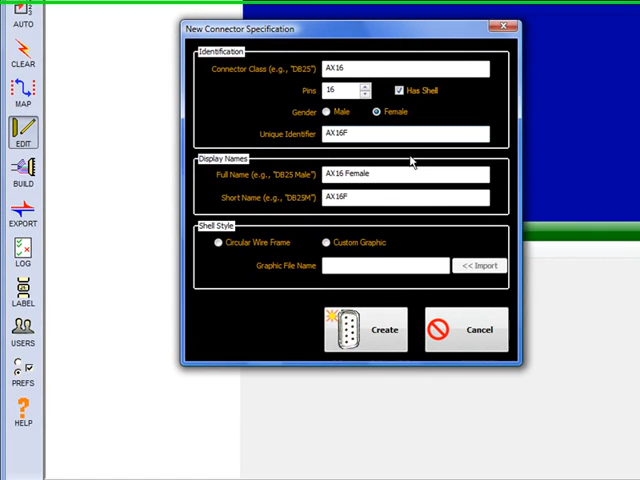 AUTO
CLEAR
MAP
EDIT
BUILD
EXPORT
LOG
LABEL
USERS
PREFS
HELP
New Connector Specification
Identification
Connector Class (e.g., "DB25") AX16
Pins 16 Has Shell
Gender Male Female
Unique Identifier AX16F
Display Names
Full Name (e.g., "DB25 Male") AX16 Female
Short Name (e.g., "DB25M") AX16F
Shell Style
Circular Wire Frame Custom Graphic
Graphic File Name << Import
Create Cancel